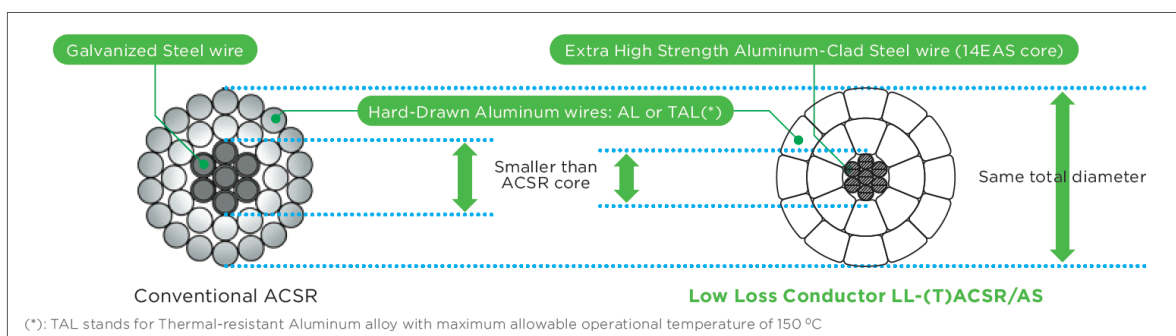 Galvanized Steel wire
Extra High Strength Aluminum-Clad Steel wire (14EAS core)
Hard-Drawn Aluminum wires: AL or TAL(*)
Smaller than
ACSR core
Same total diameter
Conventional ACSR
Low Loss Conductor LL-(T)ACSR/AS
(*): TAL stands for Thermal-resistant Aluminum alloy with maximum allowable operational temperature of 150 ⁰C